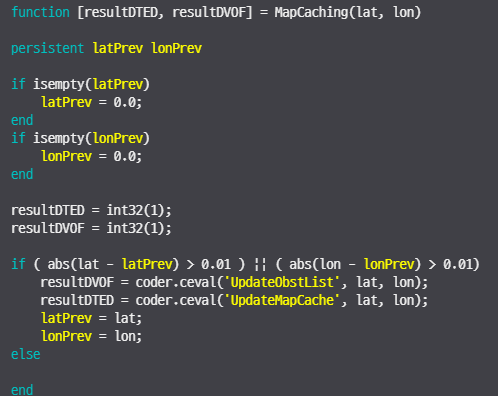 function [resultDTED, resultDVOF] = MapCaching(lat, lon)
persistent latPrev lonPrev
if isempty(latPrev)
    latPrev = 0.0;
end
if isempty(lonPrev)
    lonPrev = 0.0;
end
resultDTED = int32(1);
resultDVOF = int32(1);
if ( abs(lat - latPrev) > 0.01 ) || ( abs(lon - lonPrev) > 0.01)
    resultDVOF = coder.ceval('UpdateObstList', lat, lon);
    resultDTED = coder.ceval('UpdateMapCache', lat, lon);
    latPrev = lat;
    lonPrev = lon;
else
end